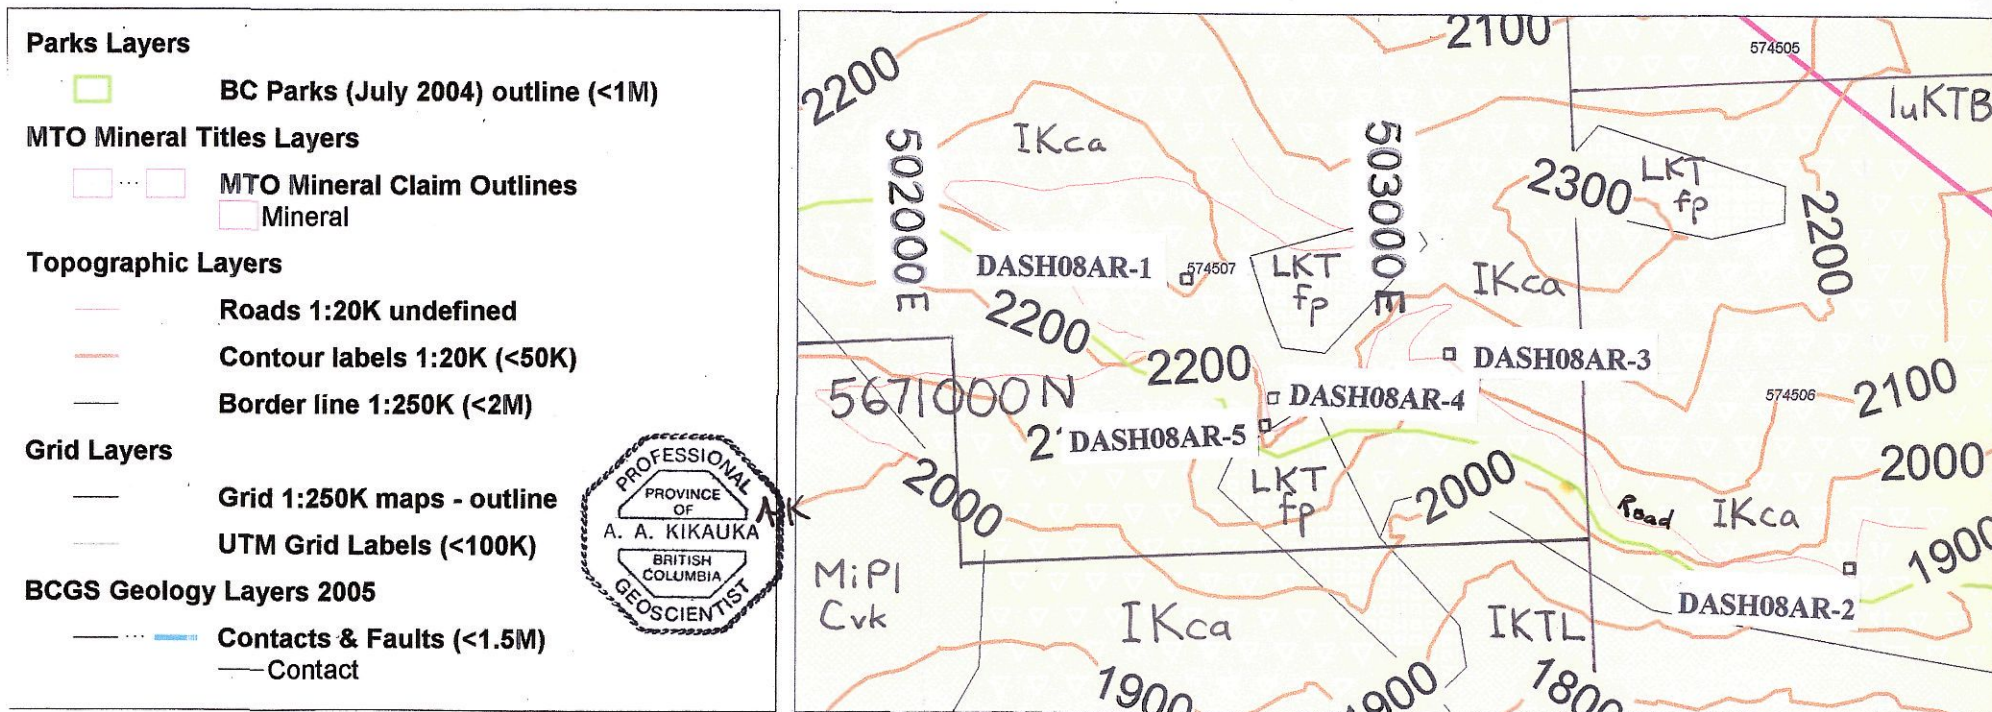 Parks Layers
BC Parks (July 2004) outline (<1M)
MTO Mineral Titles Layers
MTO Mineral Claim Outlines
Mineral
Topographic Layers
Roads 1:20K undefined
Contour labels 1:20K (<50K)
Border line 1:250K (<2M)
Grid Layers
Grid 1:250K maps - outline
UTM Grid Labels (<100K)
BCGS Geology Layers 2005
Contacts & Faults (<1.5M)
Contact
PROFESSIONAL
PROVINCE
OF
A. A. KIKAUKA
BRITISH
COLUMBIA
GEOSCIENTIST
AK
2100
574505
2200
luKTB
IKca
502000E
503000E
2300
LKT
fp
2200
DASH08AR-1
574507
LKT
fp
IKca
2200
2200
DASH08AR-3
5671000N
DASH08AR-4
574506
2100
2'
DASH08AR-5
2000
LKT
fp
2000
2000
Road
IKca
1900
MiPl
Cvk
IKca
IKTL
DASH08AR-2
1900
1900
1800